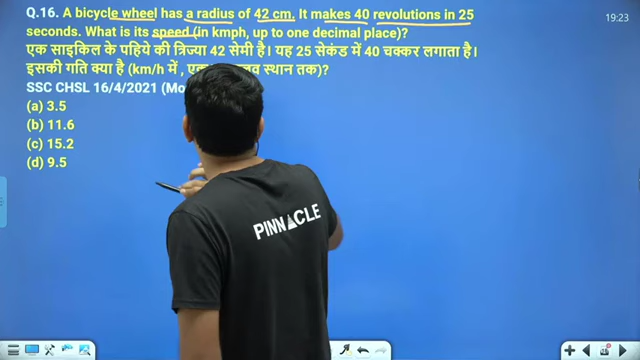 Q.16. A bicycle wheel has a radius of 42 cm. It makes 40 revolutions in 25
19:23
seconds. What is its speed (in kmph, up to one decimal place)?
एक साइकिल के पहिये की त्रिज्या 42 सेमी है। यह 25 सेकंड में 40 चक्कर लगाता है।
इसकी गति क्या है (km/h में , स्थान तक)?
SSC CHSL 16/4/2021
(a) 3.5
(b) 11.6
(c) 15.2
(d) 9.5
PINNACLE